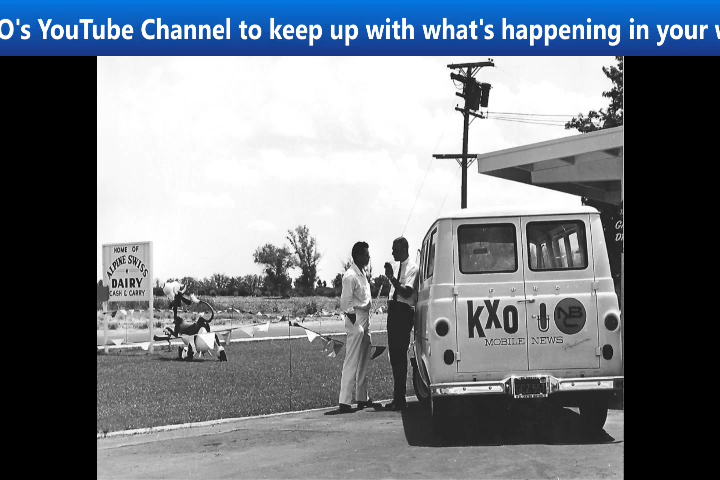 O's YouTube Channel to keep up with what's happening in your w
HOME OF
ALPINE SWISS
DAIRY
CASH & CARRY
FORD
KXO
NBC
MOBILE NEWS